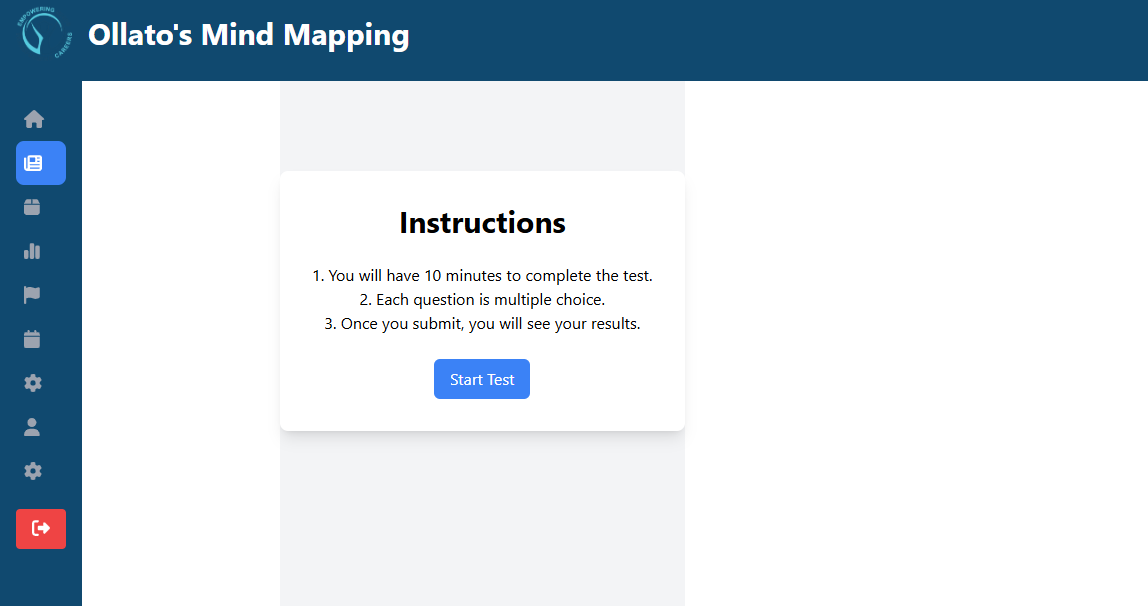 EMPOWERING
CAREERS
Ollato's Mind Mapping
Instructions
1. You will have 10 minutes to complete the test.
2. Each question is multiple choice.
3. Once you submit, you will see your results.
Start Test